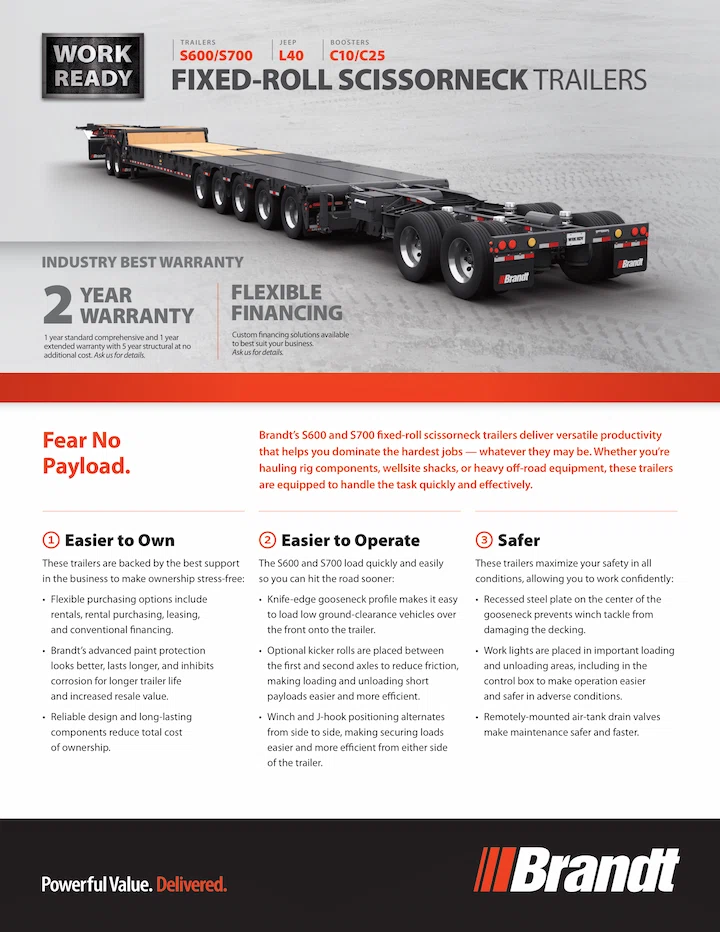 WORK
READY
TRAILERS
S600/S700
JEEP
L40
BOOSTERS
C10/C25
FIXED-ROLL SCISSORNECK TRAILERS
Brandt
Brandt
INDUSTRY BEST WARRANTY
2 YEAR
WARRANTY
1 year standard comprehensive and 1 year
extended warranty with 5 year structural at no
additional cost. Ask us for details.
FLEXIBLE
FINANCING
Custom financing solutions available
to best suit your business.
Ask us for details.
Fear No
Payload.
Brandt's S600 and S700 fixed-roll scissorneck trailers deliver versatile productivity
that helps you dominate the hardest jobs — whatever they may be. Whether you're
hauling rig components, wellsite shacks, or heavy off-road equipment, these trailers
are equipped to handle the task quickly and effectively.
1 Easier to Own
These trailers are backed by the best support
in the business to make ownership stress-free:
• Flexible purchasing options include
rentals, rental purchasing, leasing,
and conventional financing.
• Brandt's advanced paint protection
looks better, lasts longer, and inhibits
corrosion for longer trailer life
and increased resale value.
• Reliable design and long-lasting
components reduce total cost
of ownership.
2 Easier to Operate
The S600 and S700 load quickly and easily
so you can hit the road sooner:
• Knife-edge gooseneck profile makes it easy
to load low ground-clearance vehicles over
the front onto the trailer.
• Optional kicker rolls are placed between
the first and second axles to reduce friction,
making loading and unloading short
payloads easier and more efficient.
• Winch and J-hook positioning alternates
from side to side, making securing loads
easier and more efficient from either side
of the trailer.
3 Safer
These trailers maximize your safety in all
conditions, allowing you to work confidently:
• Recessed steel plate on the center of the
gooseneck prevents winch tackle from
damaging the decking.
• Work lights are placed in important loading
and unloading areas, including in the
control box to make operation easier
and safer in adverse conditions.
• Remotely-mounted air-tank drain valves
make maintenance safer and faster.
Powerful Value. Delivered.
Brandt